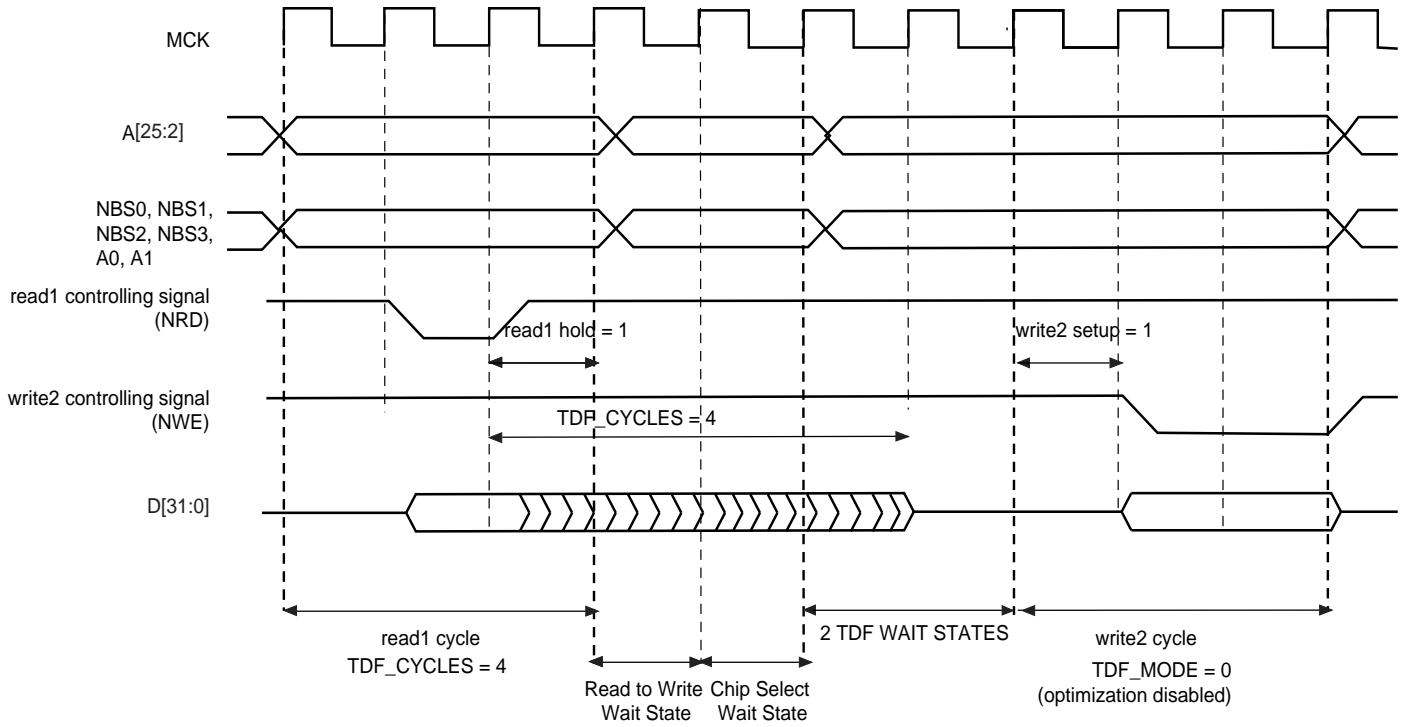 MCK
A[25:2]
NBS0, NBS1,
NBS2, NBS3,
A0, A1
read1 controlling signal
(NRD)
read1 hold = 1
write2 setup = 1
write2 controlling signal
(NWE)
TDF_CYCLES = 4
D[31:0]
read1 cycle
TDF_CYCLES = 4
Read to Write
Wait State
Chip Select
Wait State
2 TDF WAIT STATES
write2 cycle
TDF_MODE = 0
(optimization disabled)